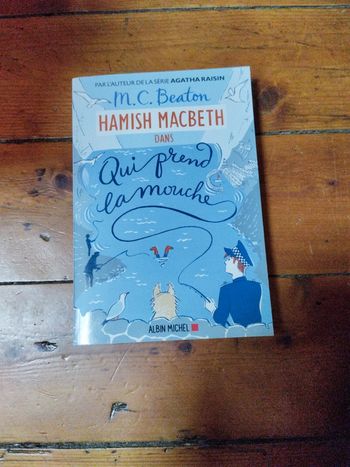 PAR L'AUTEUR DE LA SÉRIE AGATHA RAISIN
M.C. Beaton
HAMISH MACBETH
DANS
Qui prend
la mouche
ALBIN MICHEL